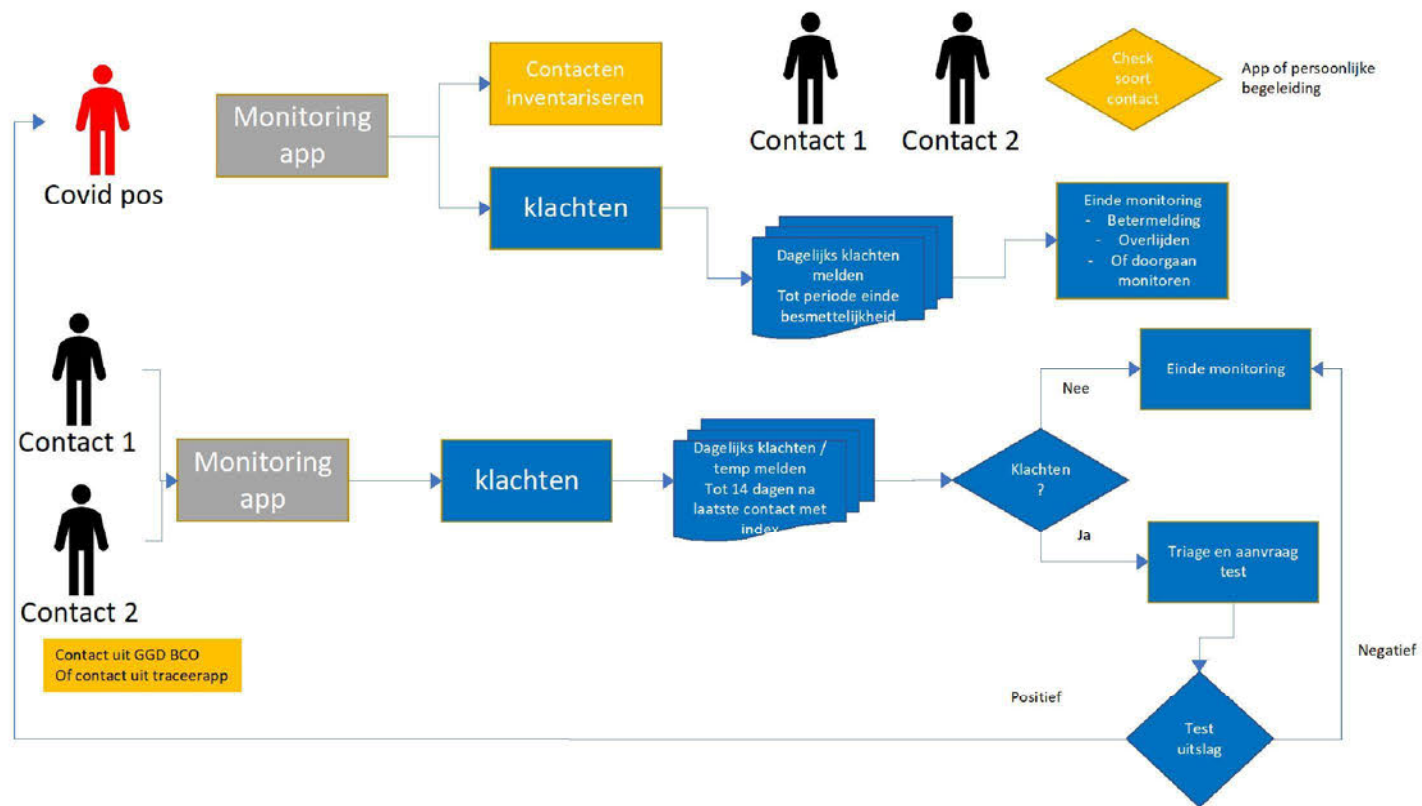 Covid pos
Monitoring
app
Contacten
inventariseren
Contact 1
Contact 2
Check
soort
contact
App of persoonlijke
begeleiding
klachten
Dagelijks klachten
melden
Tot periode einde
besmettelijkheid
Einde monitoring
- Betermelding
- Overlijden
- Of doorgaan
monitoren
Contact 1
Contact 2
Contact uit GGD BCO
Of contact uit traceerapp
Monitoring
app
klachten
Dagelijks klachten /
temp melden
Tot 14 dagen na
laatste contact met
index
Klachten
?
Nee
Einde monitoring
Ja
Triage en aanvraag
test
Test
uitslag
Positief
Negatief